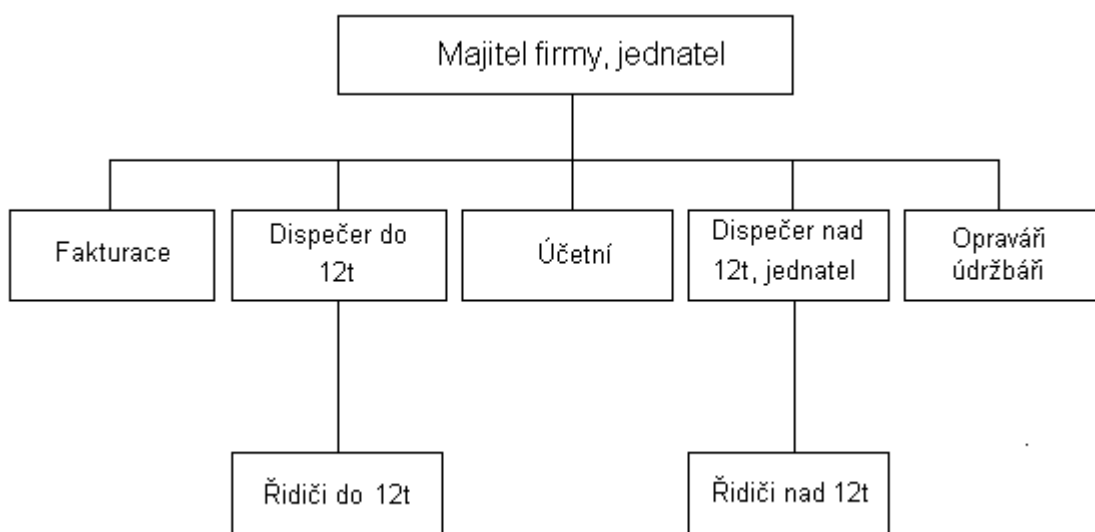 Majitel firmy, jednatel
Fakturace
Dispečer do
12t
Účetní
Dispečer nad
12t, jednatel
Opraváři
údržbáři
Řidiči do 12t
Řidiči nad 12t